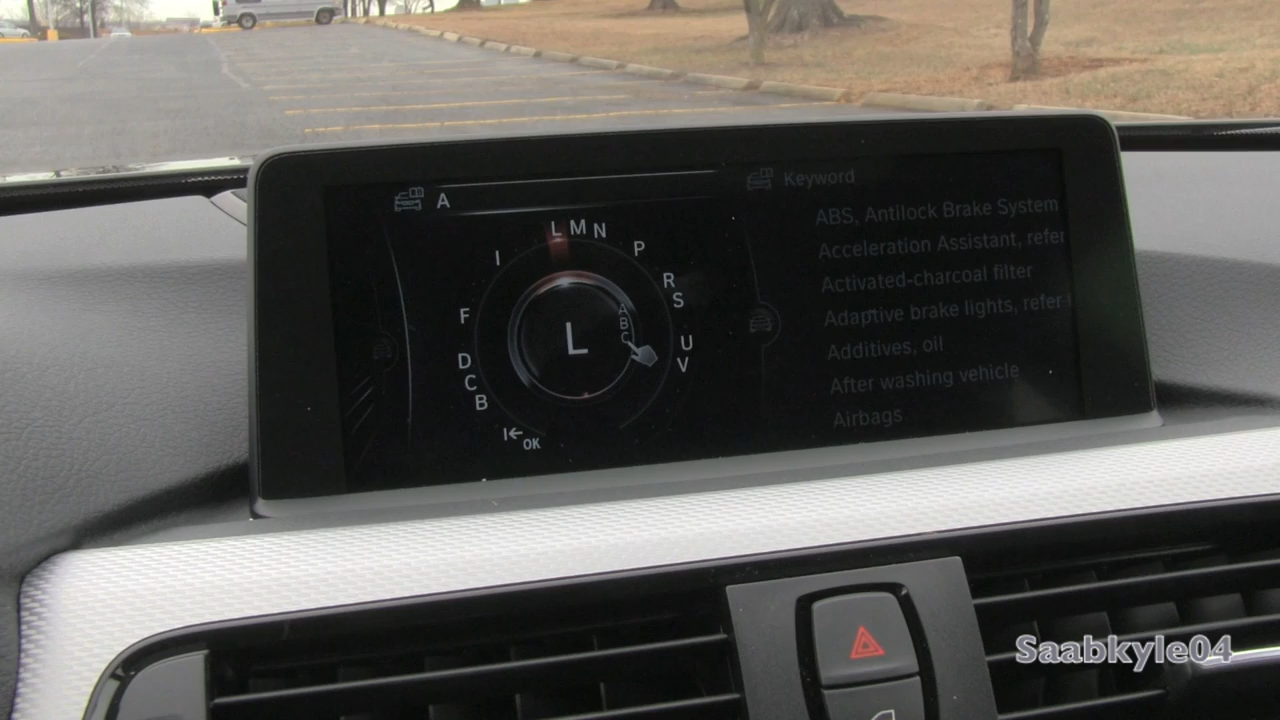 A
Keyword
ABS, Antilock Brake System
Acceleration Assistant, refer
Activated-charcoal filter
Adaptive brake lights, refer
Additives, oil
After washing vehicle
Airbags
L M N
I
P
R
S
F
U
V
D
C
B
L
A
B
C
OK
Saabkyle04